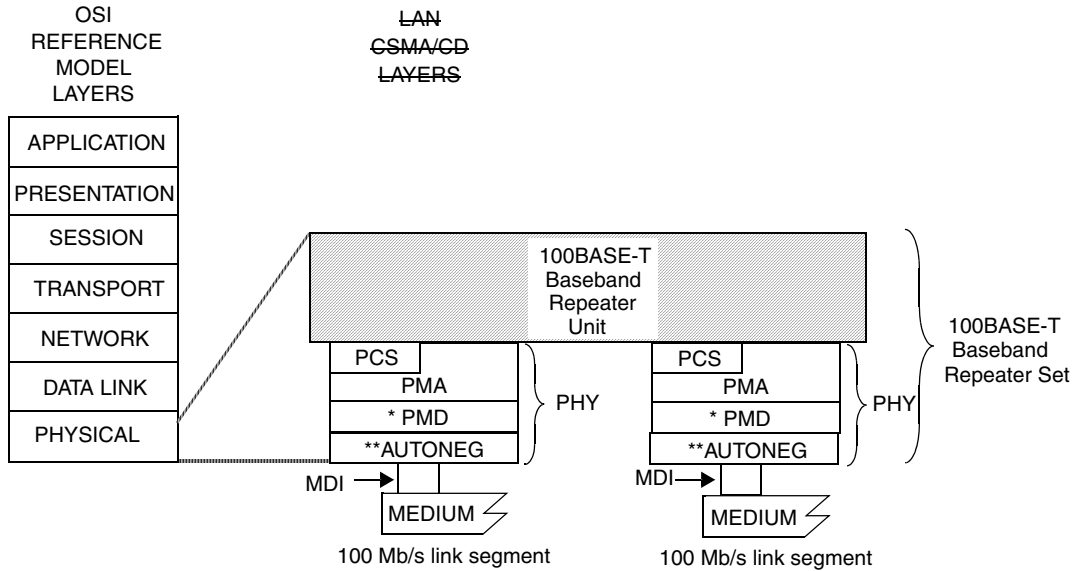 OSI
REFERENCE
MODEL
LAYERS
LAN
CSMA/CD
LAYERS
APPLICATION
PRESENTATION
SESSION
TRANSPORT
NETWORK
DATA LINK
PHYSICAL
100BASE-T
Baseband
Repeater
Unit
PCS
PMA
* PMD
**AUTONEG
PHY
MDI
MEDIUM
100 Mb/s link segment
PCS
PMA
* PMD
**AUTONEG
PHY
MDI
MEDIUM
100 Mb/s link segment
100BASE-T
Baseband
Repeater Set